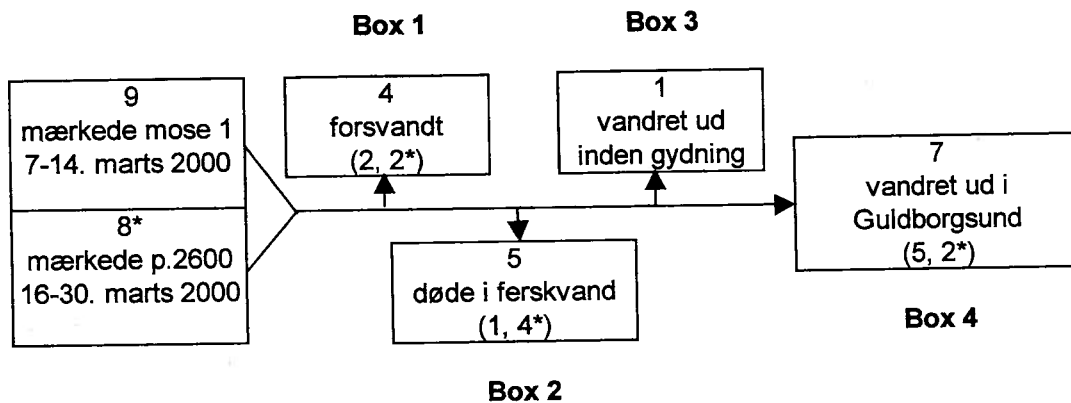 Box 1
Box 3
9
mærkede mose 1
7-14. marts 2000
8*
mærkede p.2600
16-30. marts 2000
4
forsvandt
(2, 2*)
1
vandret ud
inden gydning
7
vandret ud i
Guldborgsund
(5, 2*)
5
døde i ferskvand
(1, 4*)
Box 4
Box 2